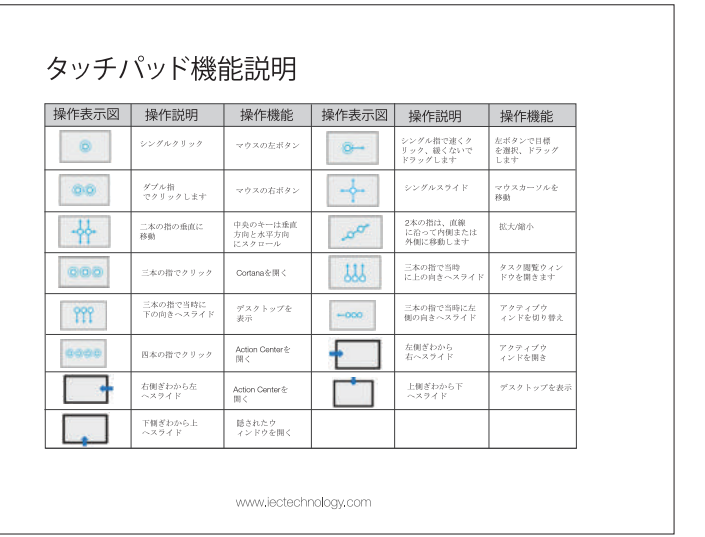 タッチパッド機能説明
操作表示図 操作説明 操作機能 操作表示図 操作説明 操作機能
シングルクリック
マウスの左ボタン
シングル指で速くク
リック、緩くないで
ドラッグします
左ボタンで目標
を選択、ドラッグ
します
ダブル指
でクリックします
マウスの右ボタン
シングルスライド
マウスカーソルを
移動
二本の指の垂直に
移動
中央のキーは垂直
方向と水平方向
にスクロール
2本の指は、直線
に沿って内側または
外側に移動します
拡大/縮小
三本の指でクリック
Cortanaを開く
三本の指で当時
に上の向きへスライド
タスク閲覧ウィン
ドウを開きます
三本の指で当時に
下の向きへスライド
デスクトップを
表示
三本の指で当時に左
側の向きへスライド
アクティブウ
ィンドを切り替え
四本の指でクリック
Action Centerを
開く
左側ぎわから
右へスライド
アクティブウ
ィンドを開き
右側ぎわから左
へスライド
Action Centerを
開く
上側ぎわから下
へスライド
デスクトップを表示
下側ぎわから上
へスライド
隠されたウ
ィンドウを開く
www.iectechnology.com